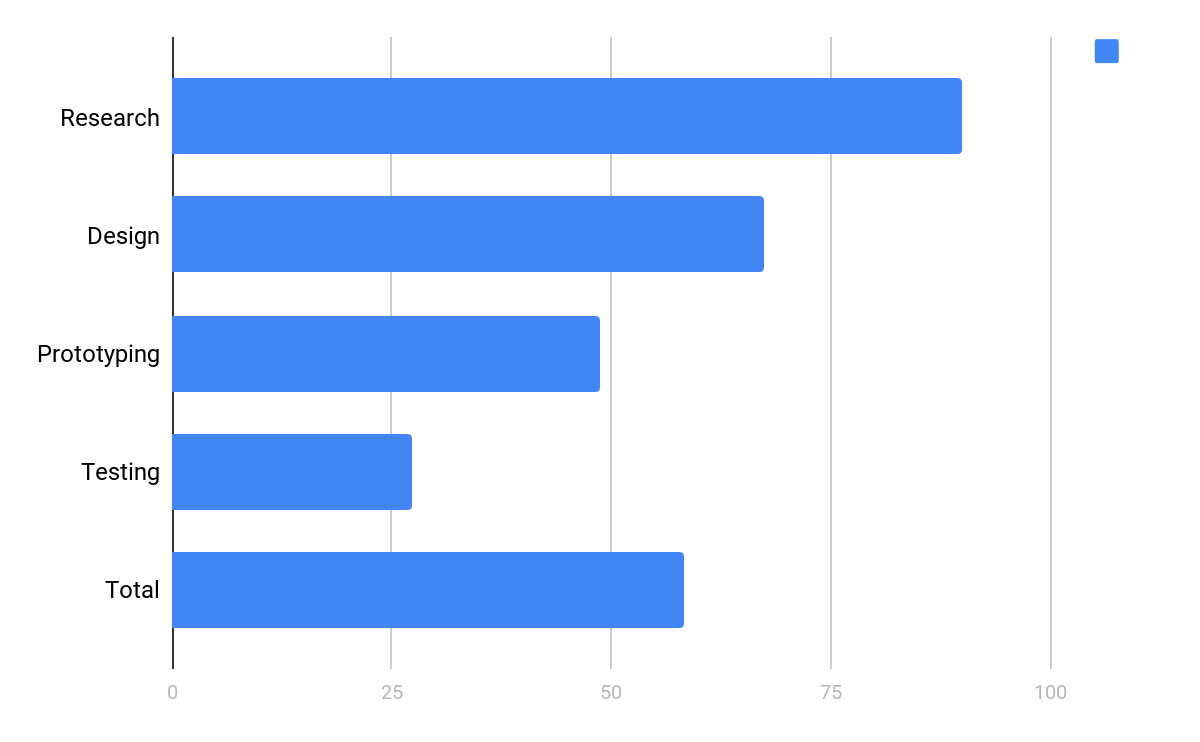 Research
Design
Prototyping
Testing
Total
0 25 50 75 100